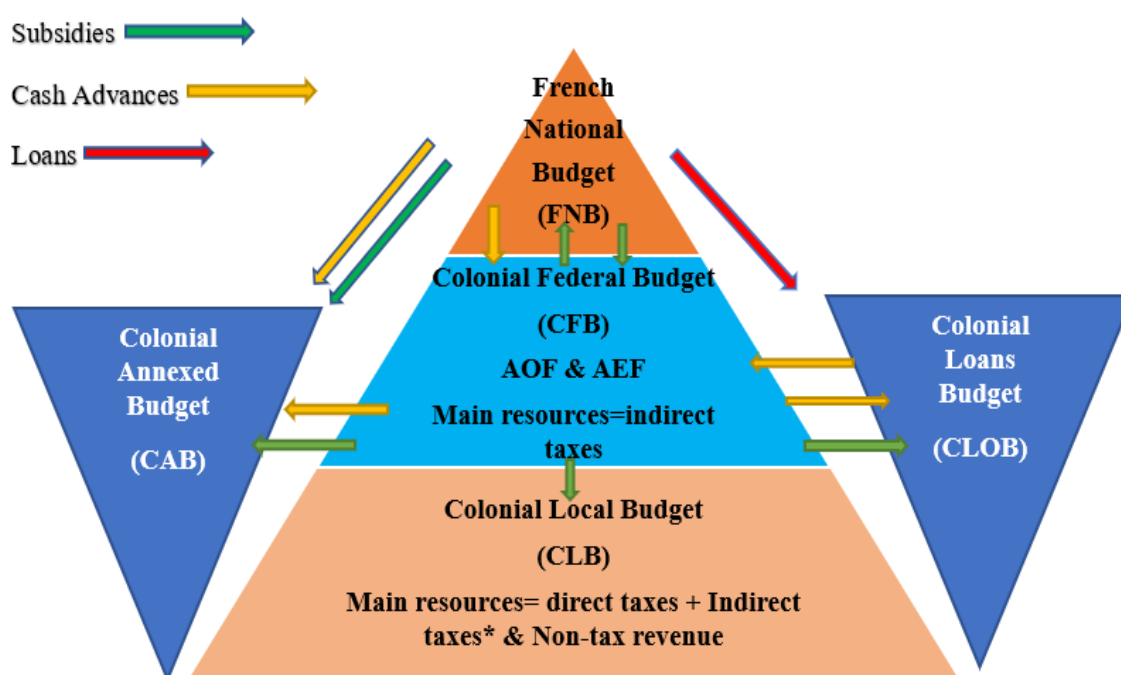 Subsidies
Cash Advances
Loans
French
National
Budget
(FNB)
Colonial Federal Budget
(CFB)
AOF & AEF
Main resources=indirect
taxes
Colonial
Annexed
Budget
(CAB)
Colonial
Loans
Budget
(CLOB)
Colonial Local Budget
(CLB)
Main resources= direct taxes + Indirect
taxes* & Non-tax revenue